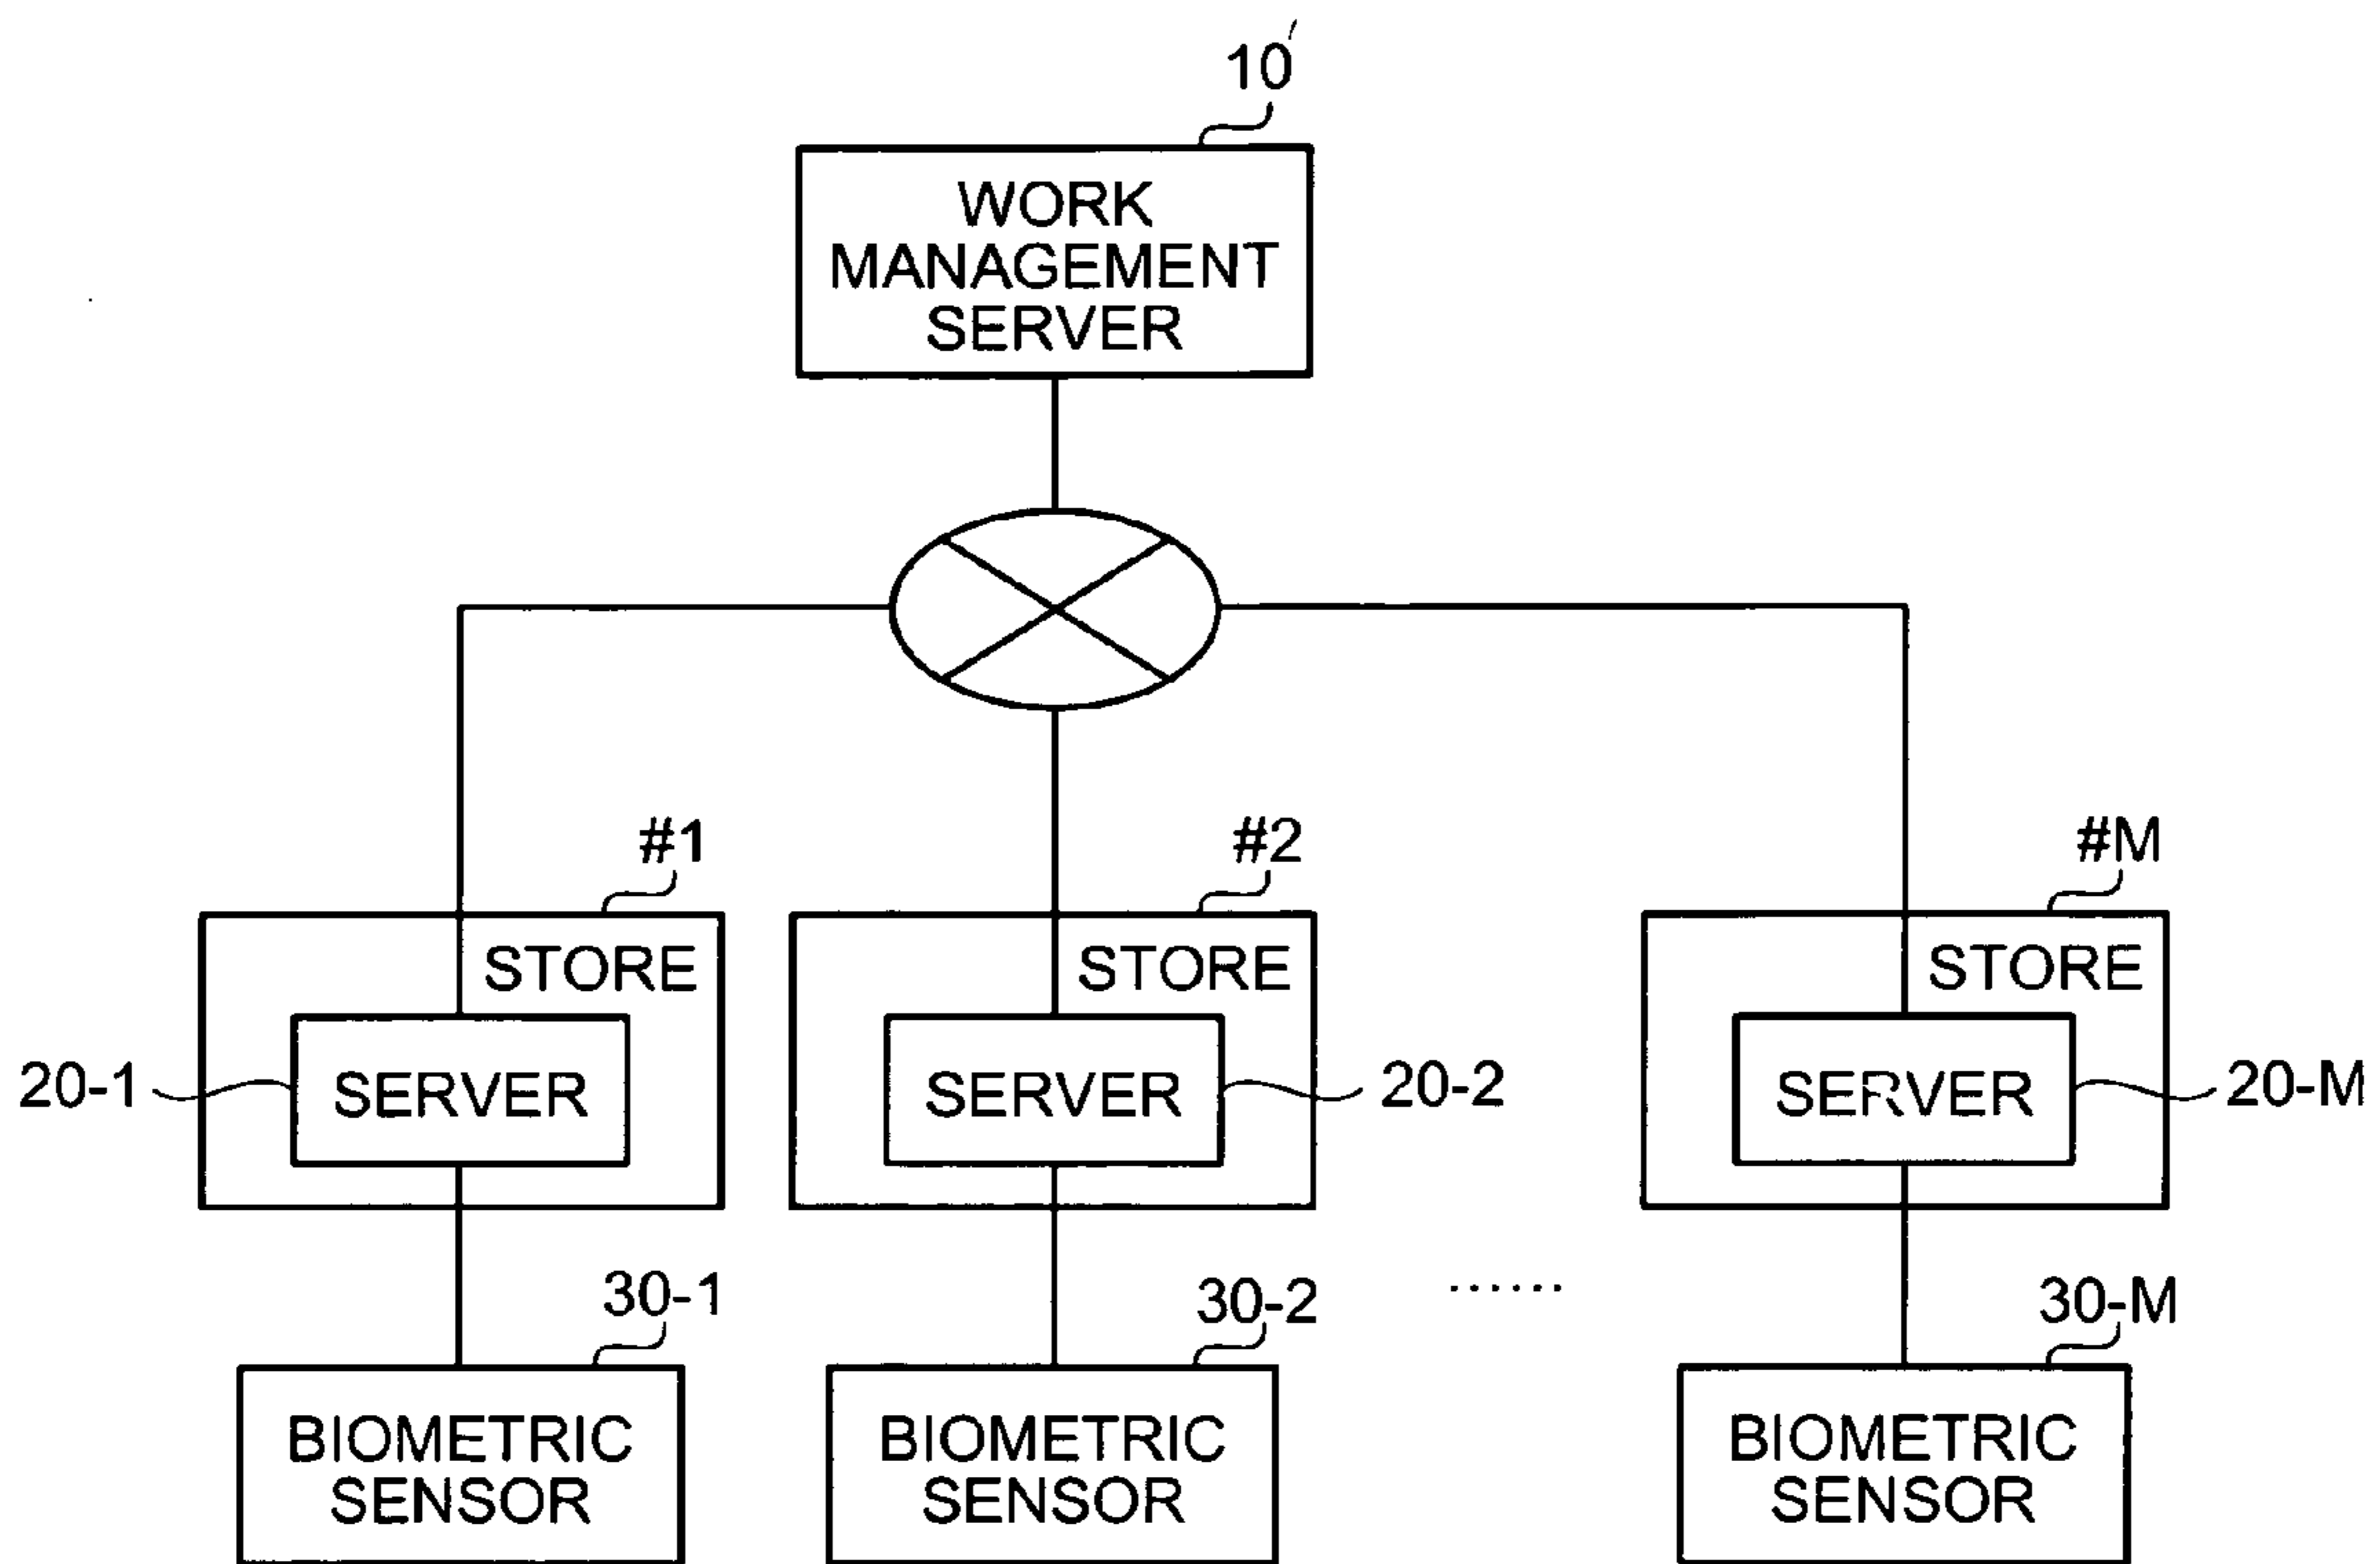 10
WORK
MANAGEMENT
SERVER
#1
#2
#M
STORE
STORE
STORE
20-1
SERVER
SERVER
20-2
SERVER
20-M
30-1
30-2
......
30-M
BIOMETRIC
SENSOR
BIOMETRIC
SENSOR
BIOMETRIC
SENSOR